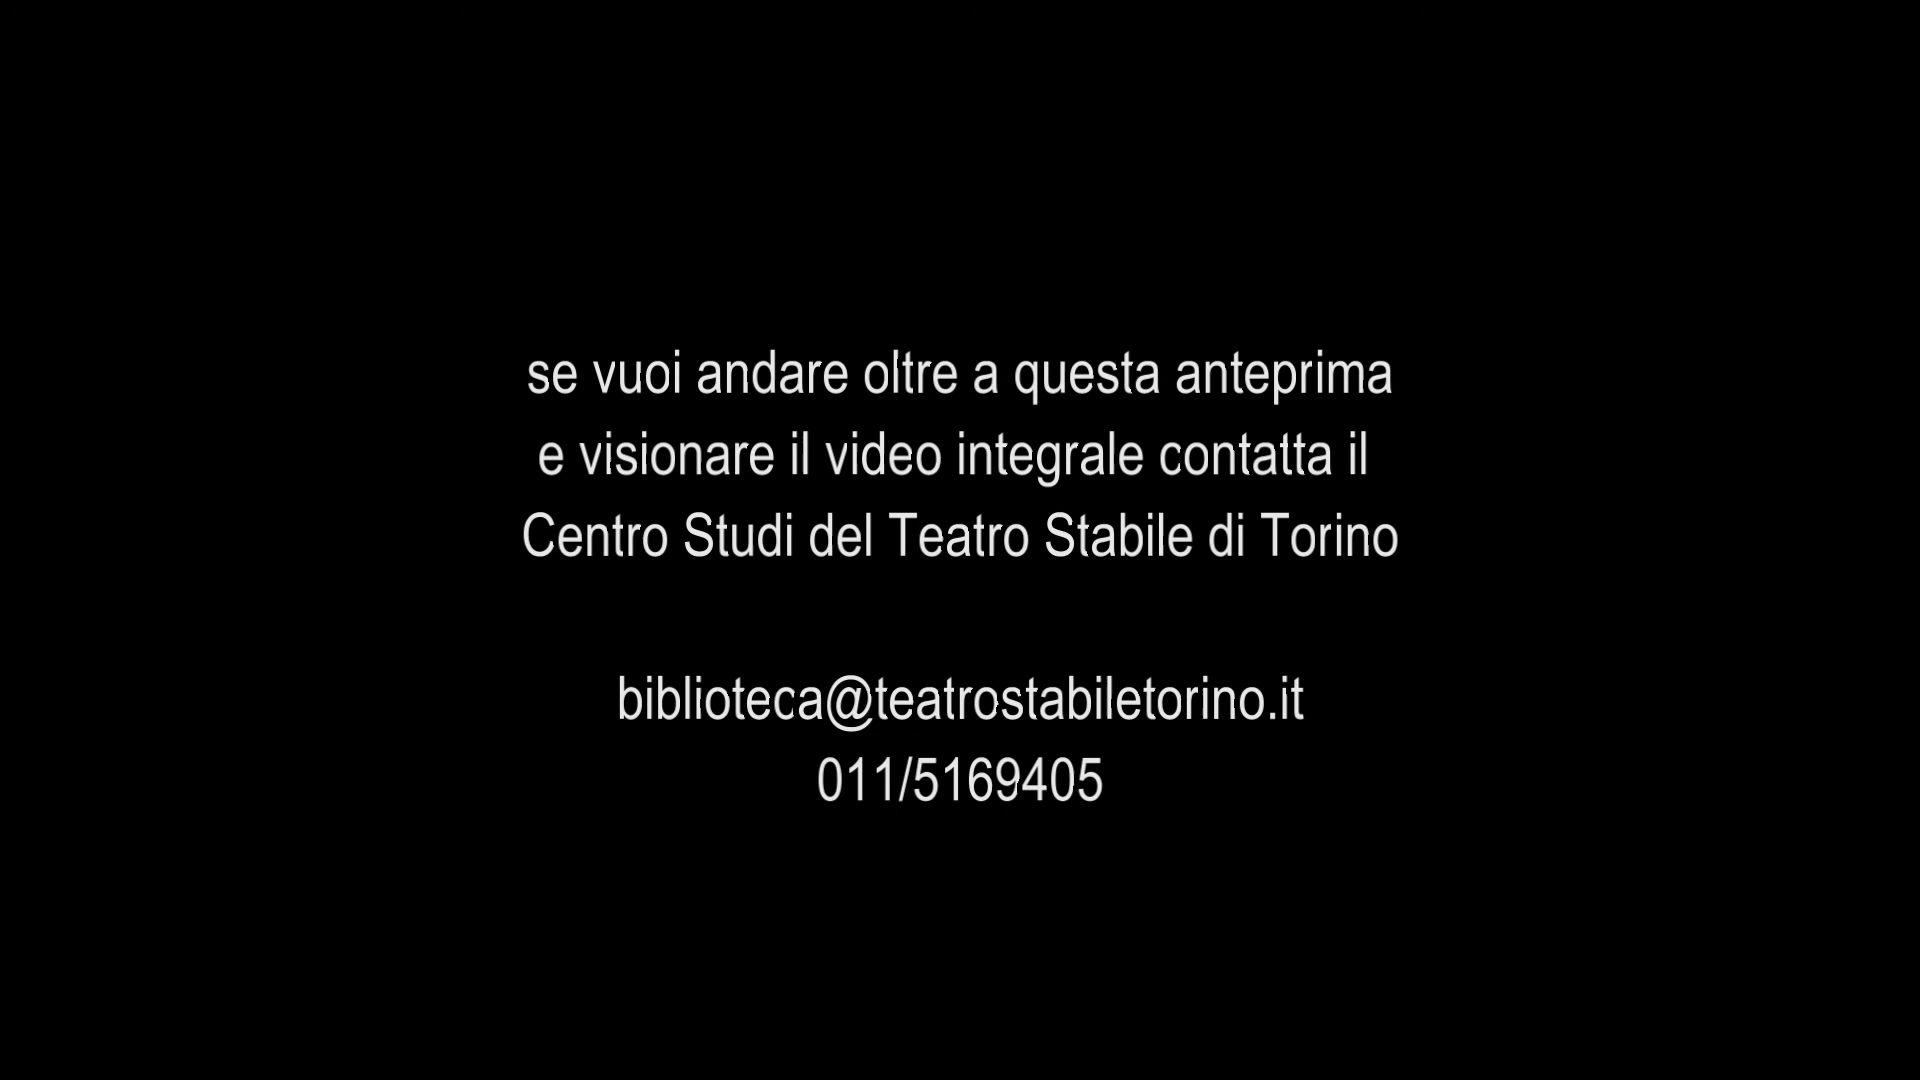 se vuoi andare oltre a questa anteprima
e visionare il video integrale contatta il
Centro Studi del Teatro Stabile di Torino
biblioteca@teatrostabiletorino.it
011/5169405